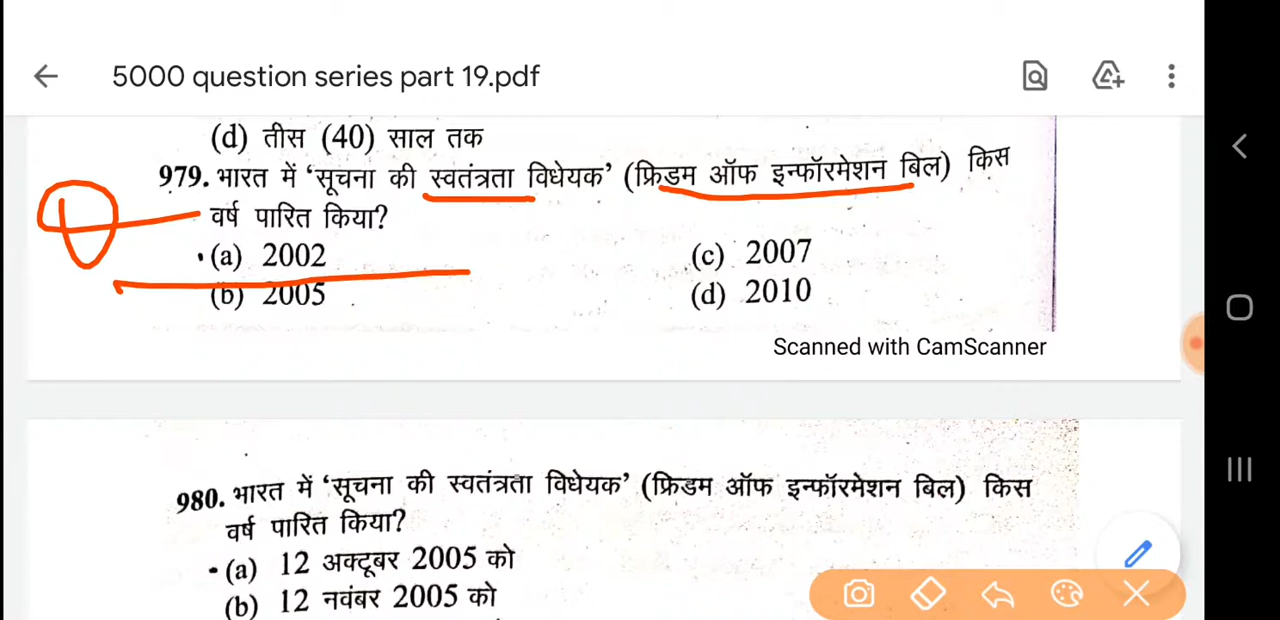 5000 question series part 19.pdf
(d) तीस (40) साल तक
979. भारत में ‘सूचना की स्वतंत्रता विधेयक’ (फ्रिडम ऑफ इन्फॉरमेशन बिल) किस
वर्ष पारित किया?
(a) 2002
(c) 2007
(b) 2005
(d) 2010
Scanned with CamScanner
980. भारत में ‘सूचना की स्वतंत्रता विधेयक’ (फ्रिडम ऑफ इन्फॉरमेशन बिल) किस
वर्ष पारित किया?
(a) 12 अक्टूबर 2005 को
(b) 12 नवंबर 2005 को